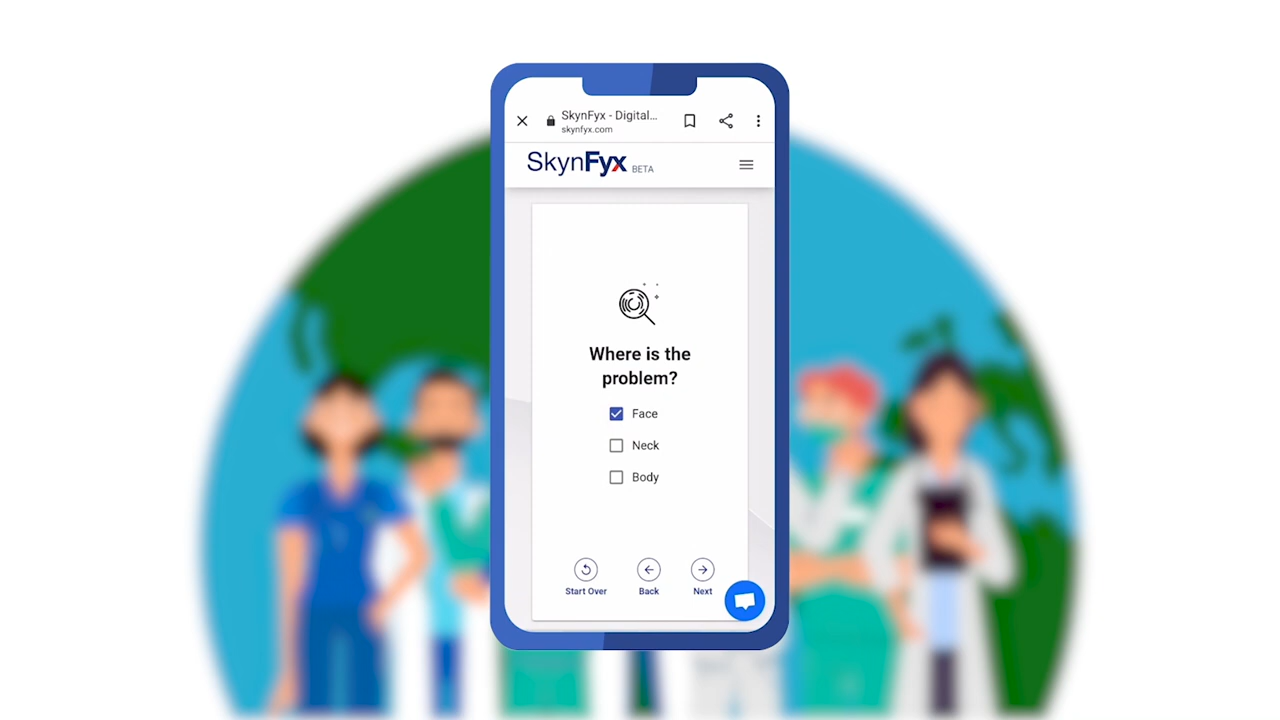 SkynFyx - Digital...
skynfyx.com
SkynFyx BETA
Where is the
problem?
Face
Neck
Body
Start Over
Back
Next